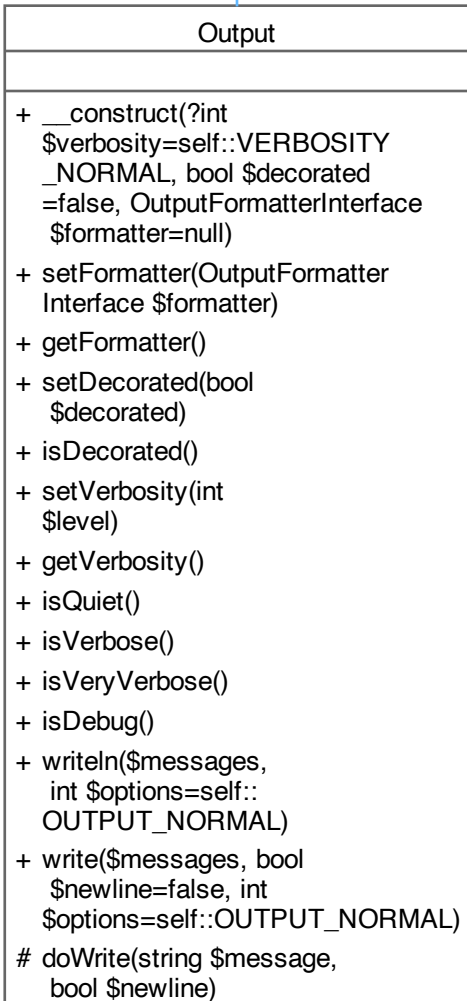 Output
+ __construct(?int
$verbosity=self::VERBOSITY
_NORMAL, bool $decorated
=false, OutputFormatterInterface
$formatter=null)
+ setFormatter(OutputFormatter
Interface $formatter)
+ getFormatter()
+ setDecorated(bool
$decorated)
+ isDecorated()
+ setVerbosity(int
$level)
+ getVerbosity()
+ isQuiet()
+ isVerbose()
+ isVeryVerbose()
+ isDebug()
+ writeln($messages,
int $options=self::
OUTPUT_NORMAL)
+ write($messages, bool
$newline=false, int
$options=self::OUTPUT_NORMAL)
# doWrite(string $message,
bool $newline)